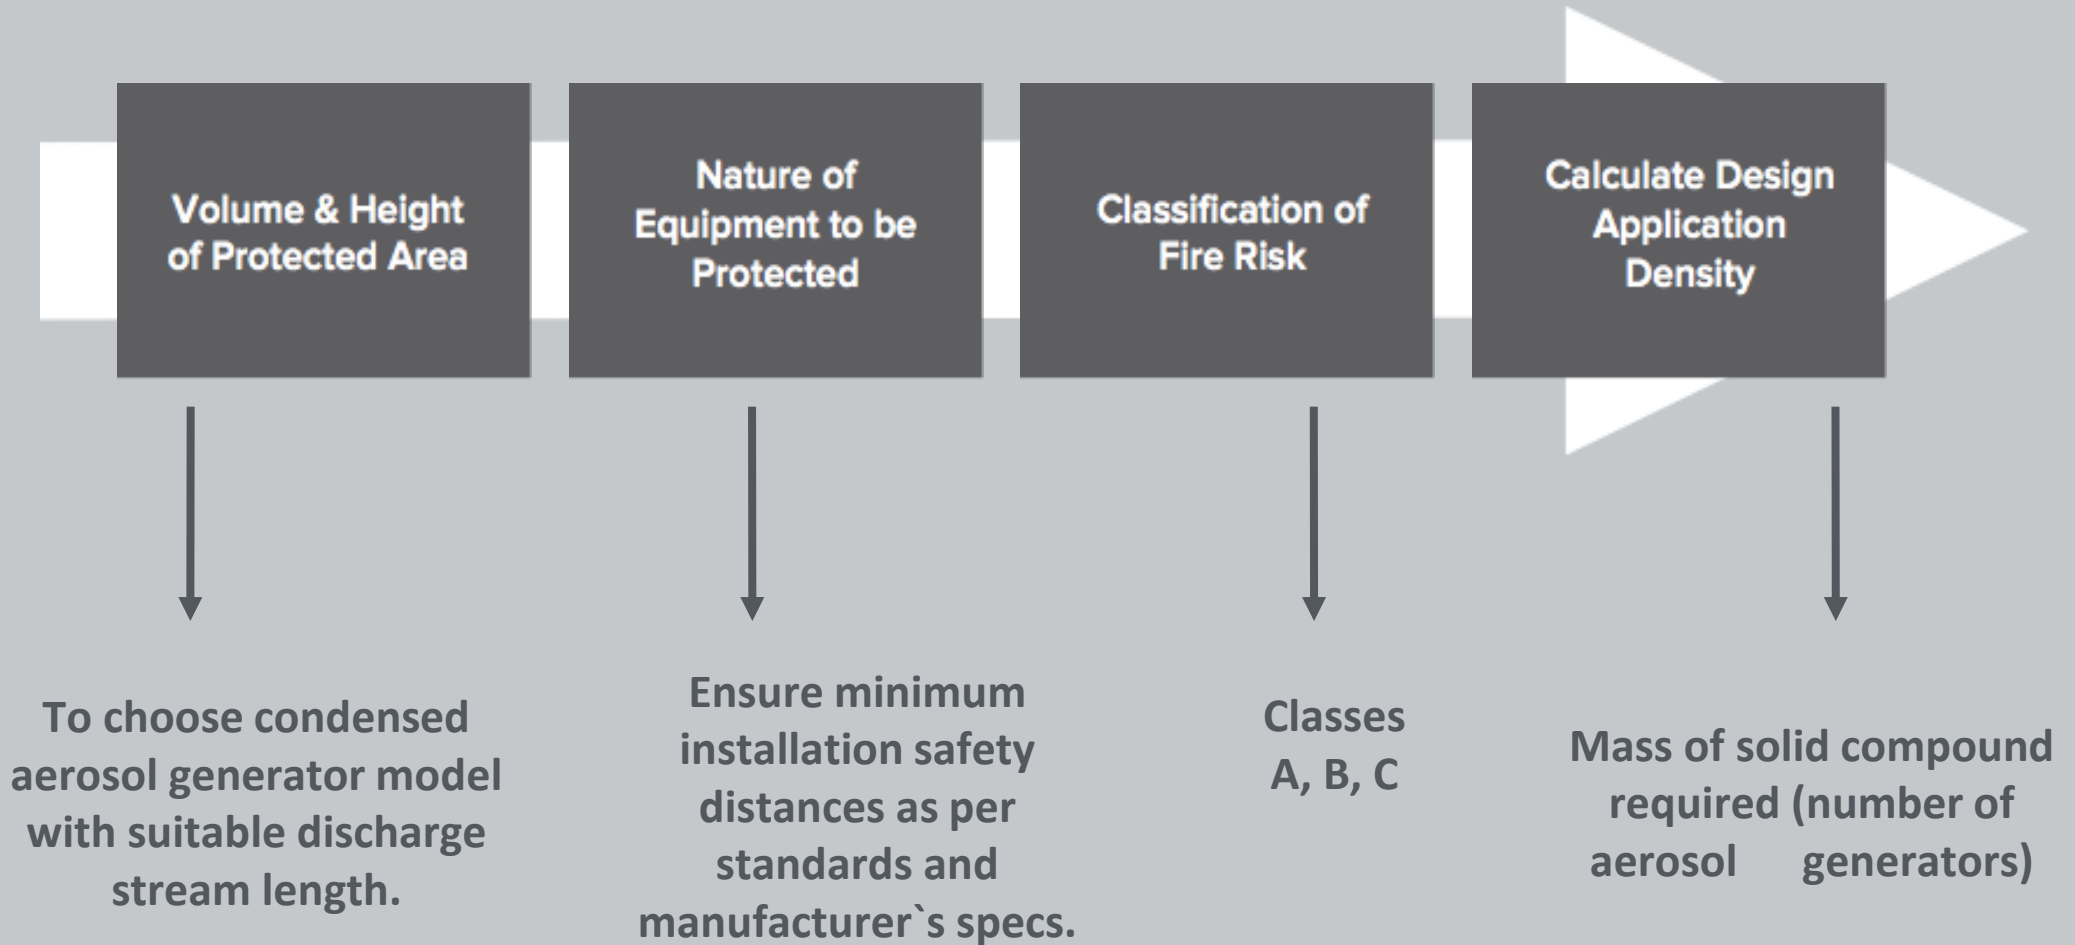 Volume & Height
of Protected Area
Nature of
Equipment to be
Protected
Classification of
Fire Risk
Calculate Design
Application
Density
To choose condensed
aerosol generator model
with suitable discharge
stream length.
Ensure minimum
installation safety
distances as per
standards and
manufacturer`s specs.
Classes
A, B, C
Mass of solid compound
required (number of
aerosol generators)